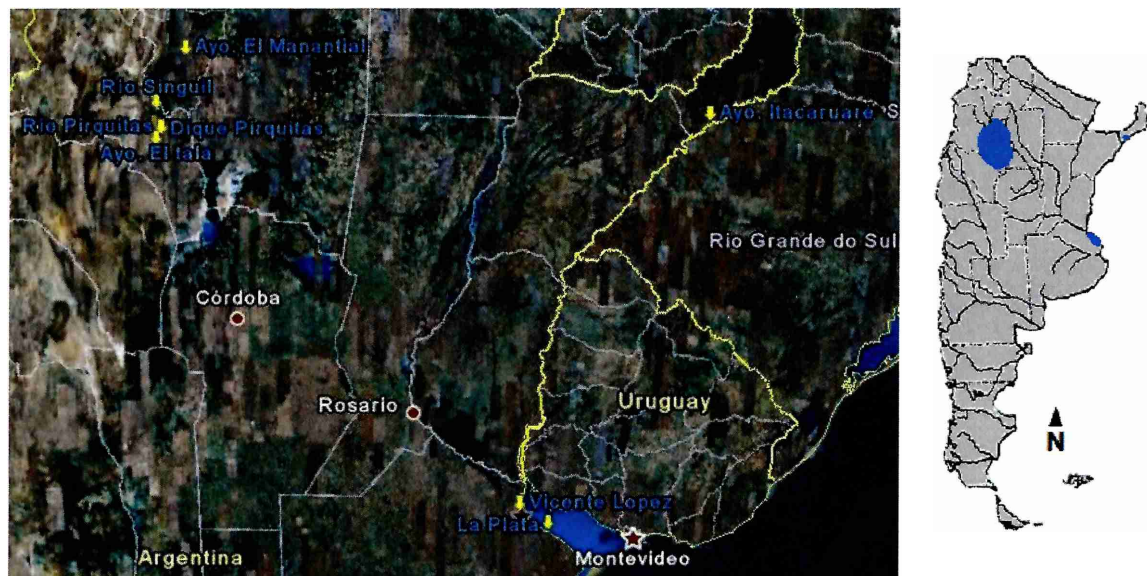 Ayo. El Manantial
Río Singuil
Río Pirquitas Dique Pirquitas
Ayo. El tala
Ayo. Itacaruare S
Rio Grande do Sul
Córdoba
Rosario
Uruguay
Vicente Lopez
La Plata
Montevideo
Argentina
N